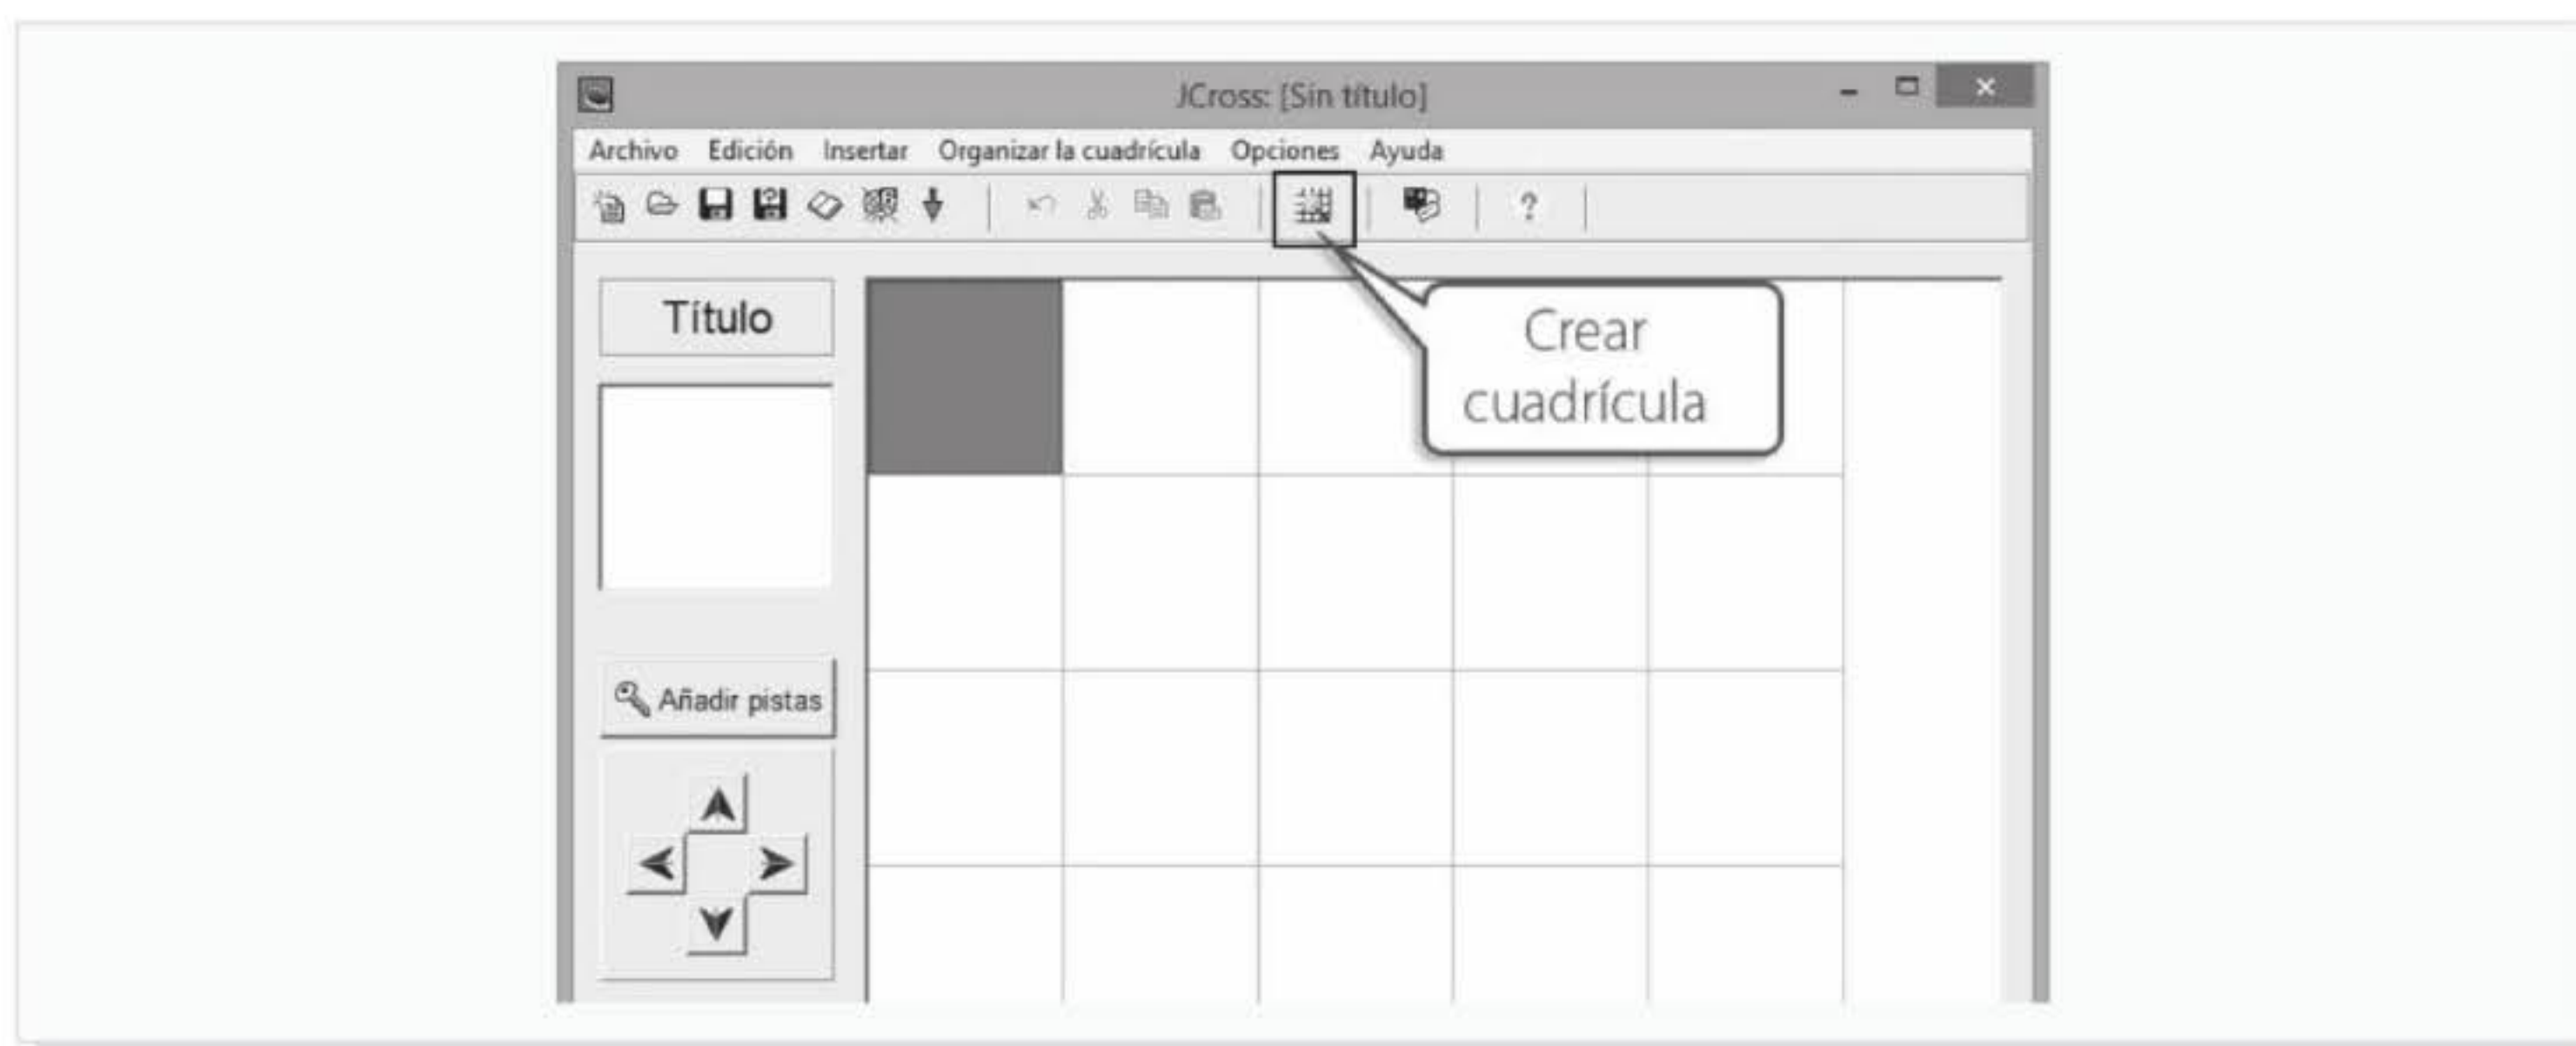 JCross: [Sin título]
Archivo Edición Insertar Organizar la cuadrícula Opciones Ayuda
?
Título
Crear
cuadrícula
Añadir pistas